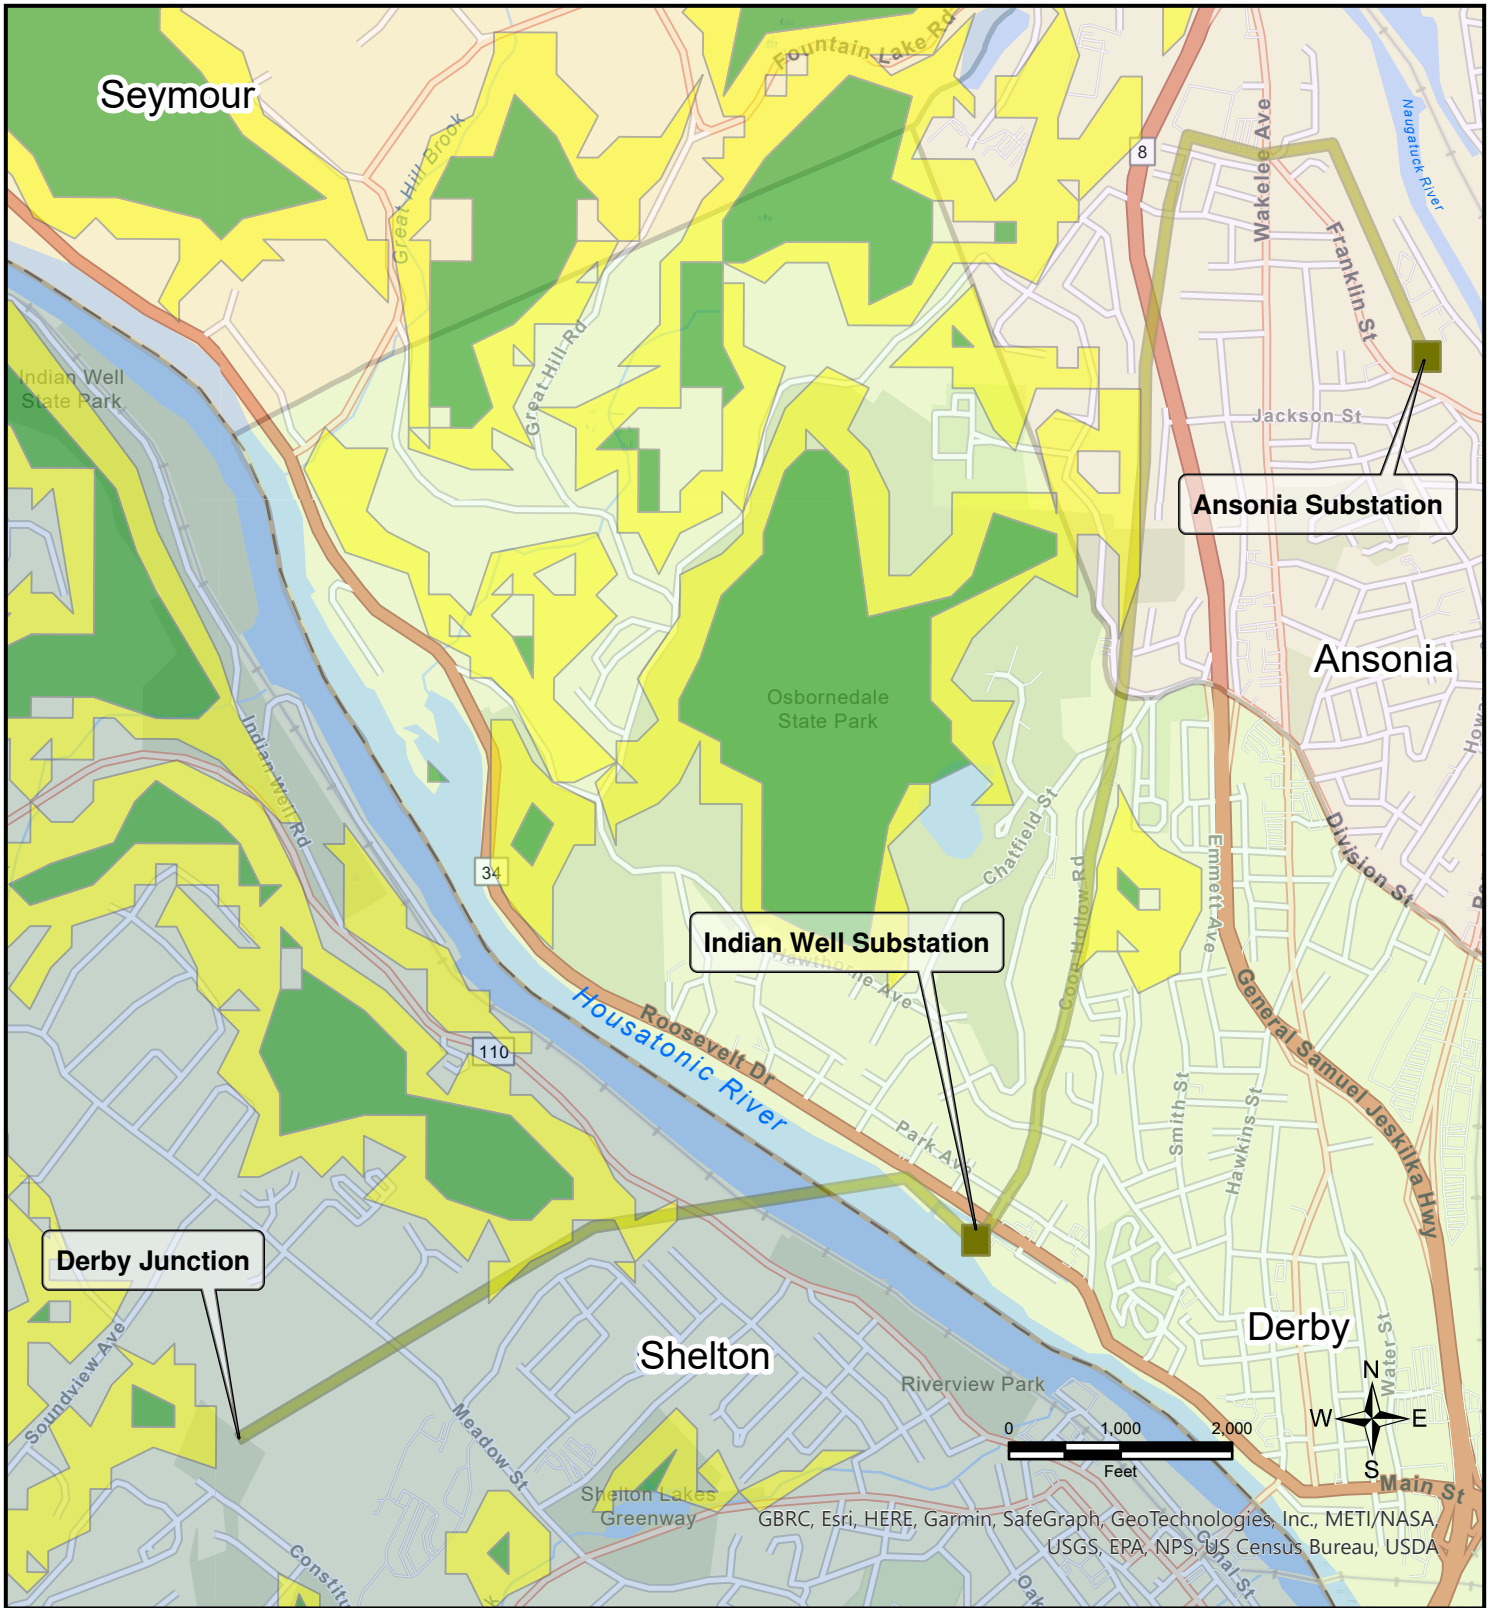 Seymour
Fountain Lake Rd
Great Hill Brook
8
Wakelee Ave
Naugatuck River
Franklin St
Indian Well
State Park
Great Hill Rd
Jackson St
Ansonia Substation
Ansonia
Osbornedale
State Park
Indian Well Rd
Howa
Chatfield St
Division St
Emmett Ave
34
Coon Hollow Rd
Indian Well Substation
Hawthorne Ave
Housatonic River
Roosevelt Dr
General Samuel Jeskilka Hwy
110
Park Ave
Smith St
Hawkins St
Derby Junction
Shelton
Derby
Water St
Soundview Ave
Riverview Park
N
W
E
S
0 1,000 2,000
Feet
Meadow St
Main St
Shelton Lakes
Greenway
Constitu
Canal St
Oak
GBRC, Esri, HERE, Garmin, SafeGraph, GeoTechnologies, Inc., METI/NASA,
USGS, EPA, NPS, US Census Bureau, USDA